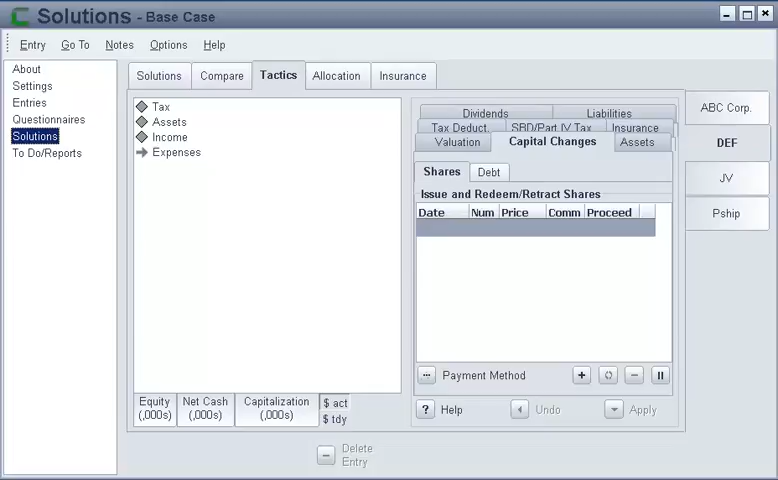 Solutions - Base Case
Entry Go To Notes Options Help
About
Settings
Entries
Questionnaires
Solutions
To Do/Reports
Solutions Compare Tactics Allocation Insurance
Tax
Assets
Income
Expenses
Equity (,000s)
Net Cash (,000s)
Capitalization (,000s)
$ act
$ tdy
Dividends Liabilities
Tax Deduct. SBD/Part IV Tax Insurance
Valuation Capital Changes Assets
Shares Debt
Issue and Redeem/Retract Shares
Date Num Price Comm Proceed
Payment Method
Help Undo Apply
Delete
Entry
ABC Corp.
DEF
JV
Pship